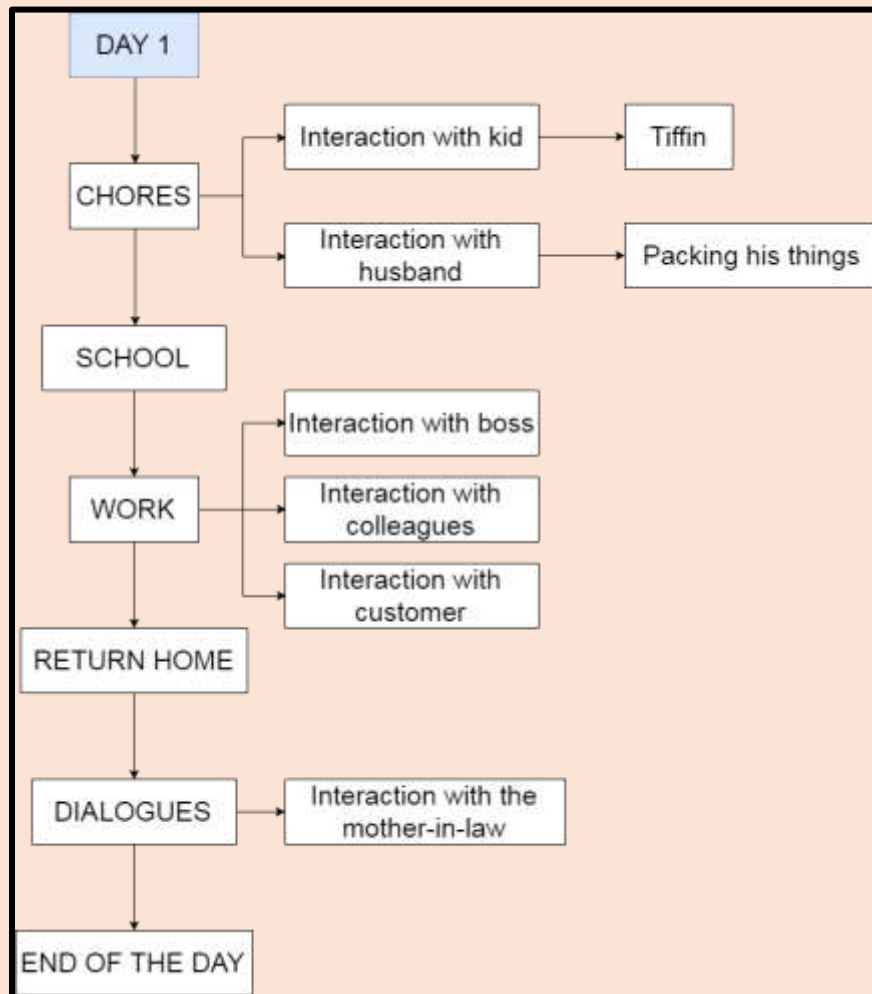 DAY 1
Interaction with kid
Tiffin
CHORES
Interaction with
husband
Packing his things
SCHOOL
Interaction with boss
WORK
Interaction with
colleagues
Interaction with
customer
RETURN HOME
DIALOGUES
Interaction with the
mother-in-law
END OF THE DAY